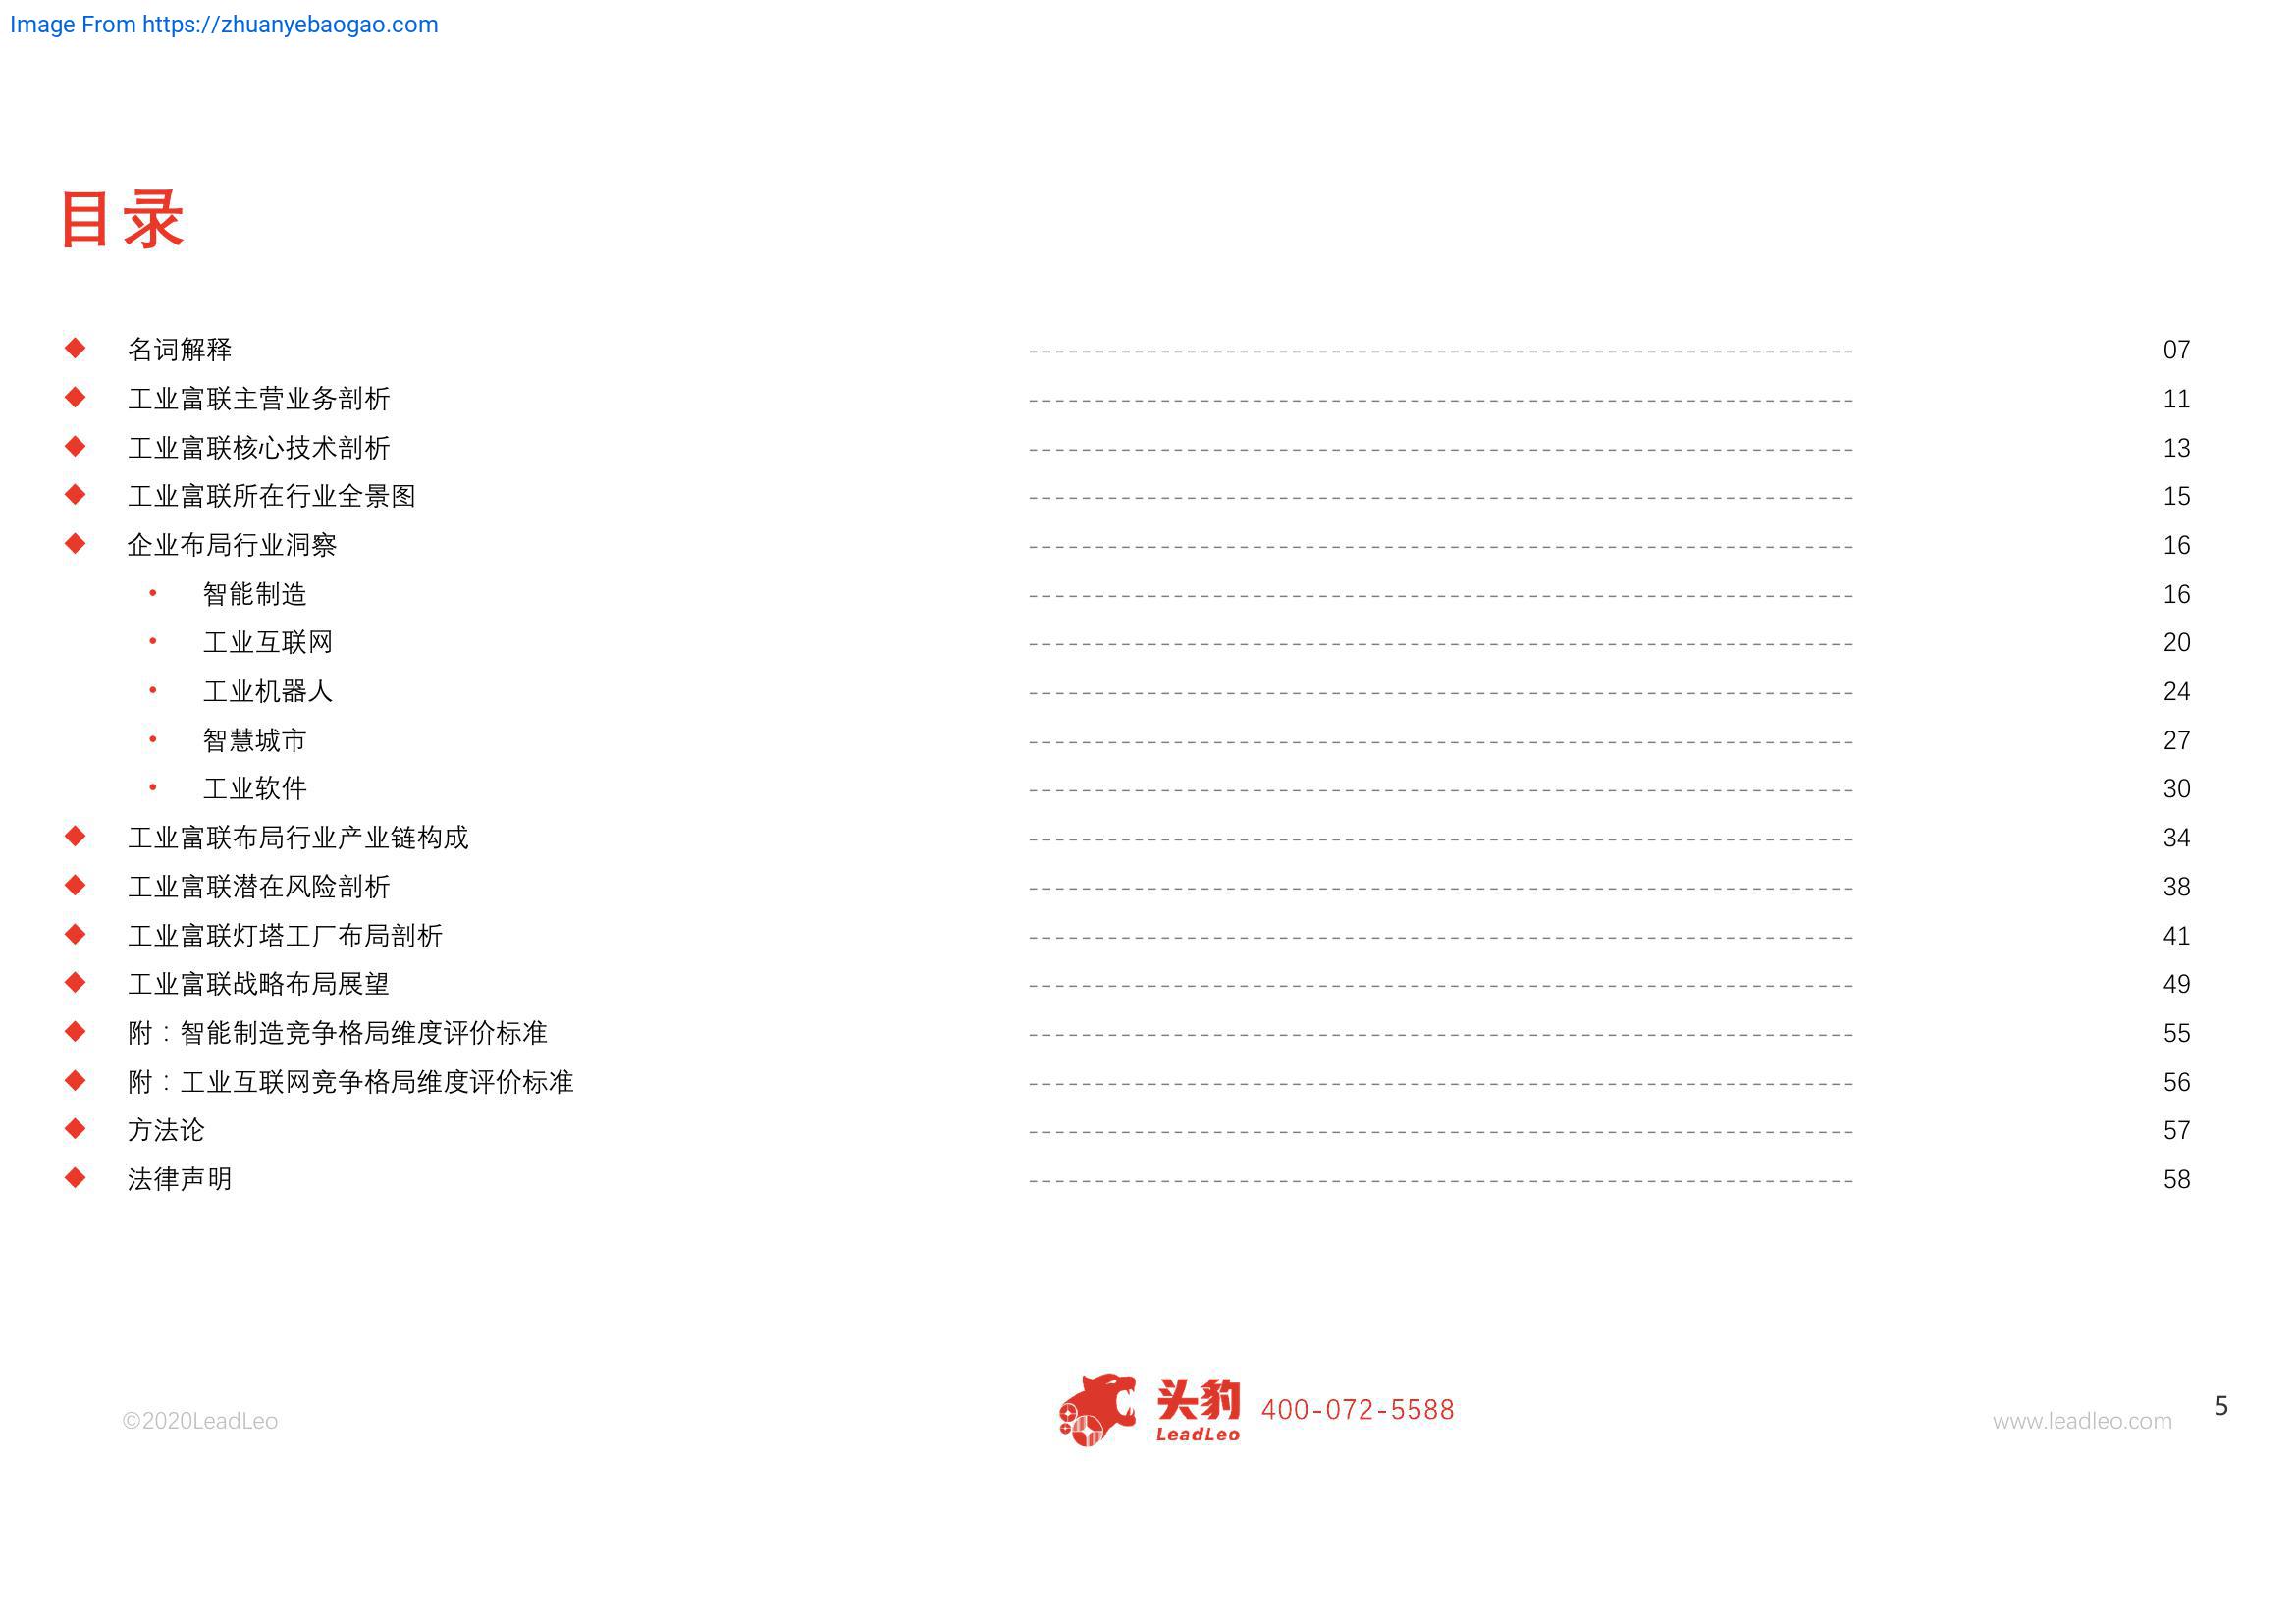 Image From https://zhuanyebaogao.com
目录
◆ 名词解释 ---------------------------------------------------------------- 07
◆ 工业富联主营业务剖析 ---------------------------------------------------------------- 11
◆ 工业富联核心技术剖析 ---------------------------------------------------------------- 13
◆ 工业富联所在行业全景图 ---------------------------------------------------------------- 15
◆ 企业布局行业洞察 ---------------------------------------------------------------- 16
• 智能制造 ---------------------------------------------------------------- 16
• 工业互联网 ---------------------------------------------------------------- 20
• 工业机器人 ---------------------------------------------------------------- 24
• 智慧城市 ---------------------------------------------------------------- 27
• 工业软件 ---------------------------------------------------------------- 30
◆ 工业富联布局行业产业链构成 ---------------------------------------------------------------- 34
◆ 工业富联潜在风险剖析 ---------------------------------------------------------------- 38
◆ 工业富联灯塔工厂布局剖析 ---------------------------------------------------------------- 41
◆ 工业富联战略布局展望 ---------------------------------------------------------------- 49
◆ 附：智能制造竞争格局维度评价标准 ---------------------------------------------------------------- 55
◆ 附：工业互联网竞争格局维度评价标准 ---------------------------------------------------------------- 56
◆ 方法论 ---------------------------------------------------------------- 57
◆ 法律声明 ---------------------------------------------------------------- 58
©2020LeadLeo
头豹
LeadLeo
400-072-5588
www.leadleo.com
5